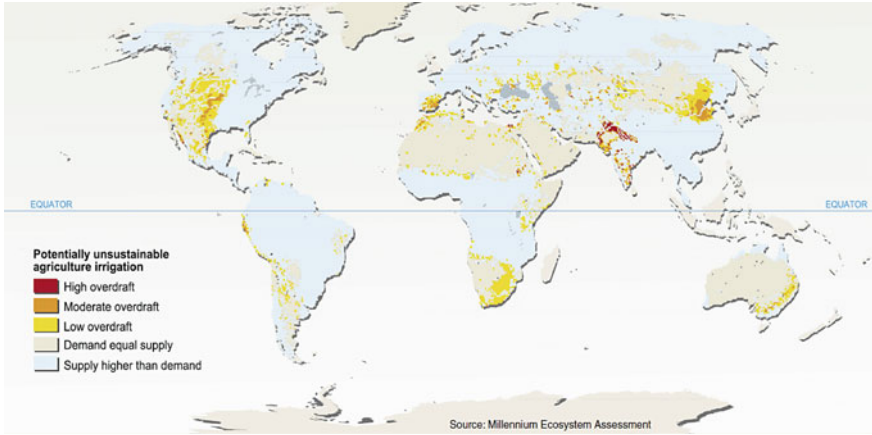 EQUATOR EQUATOR
Potentially unsustainable
agriculture irrigation
High overdraft
Moderate overdraft
Low overdraft
Demand equal supply
Supply higher than demand
Source: Millennium Ecosystem Assessment